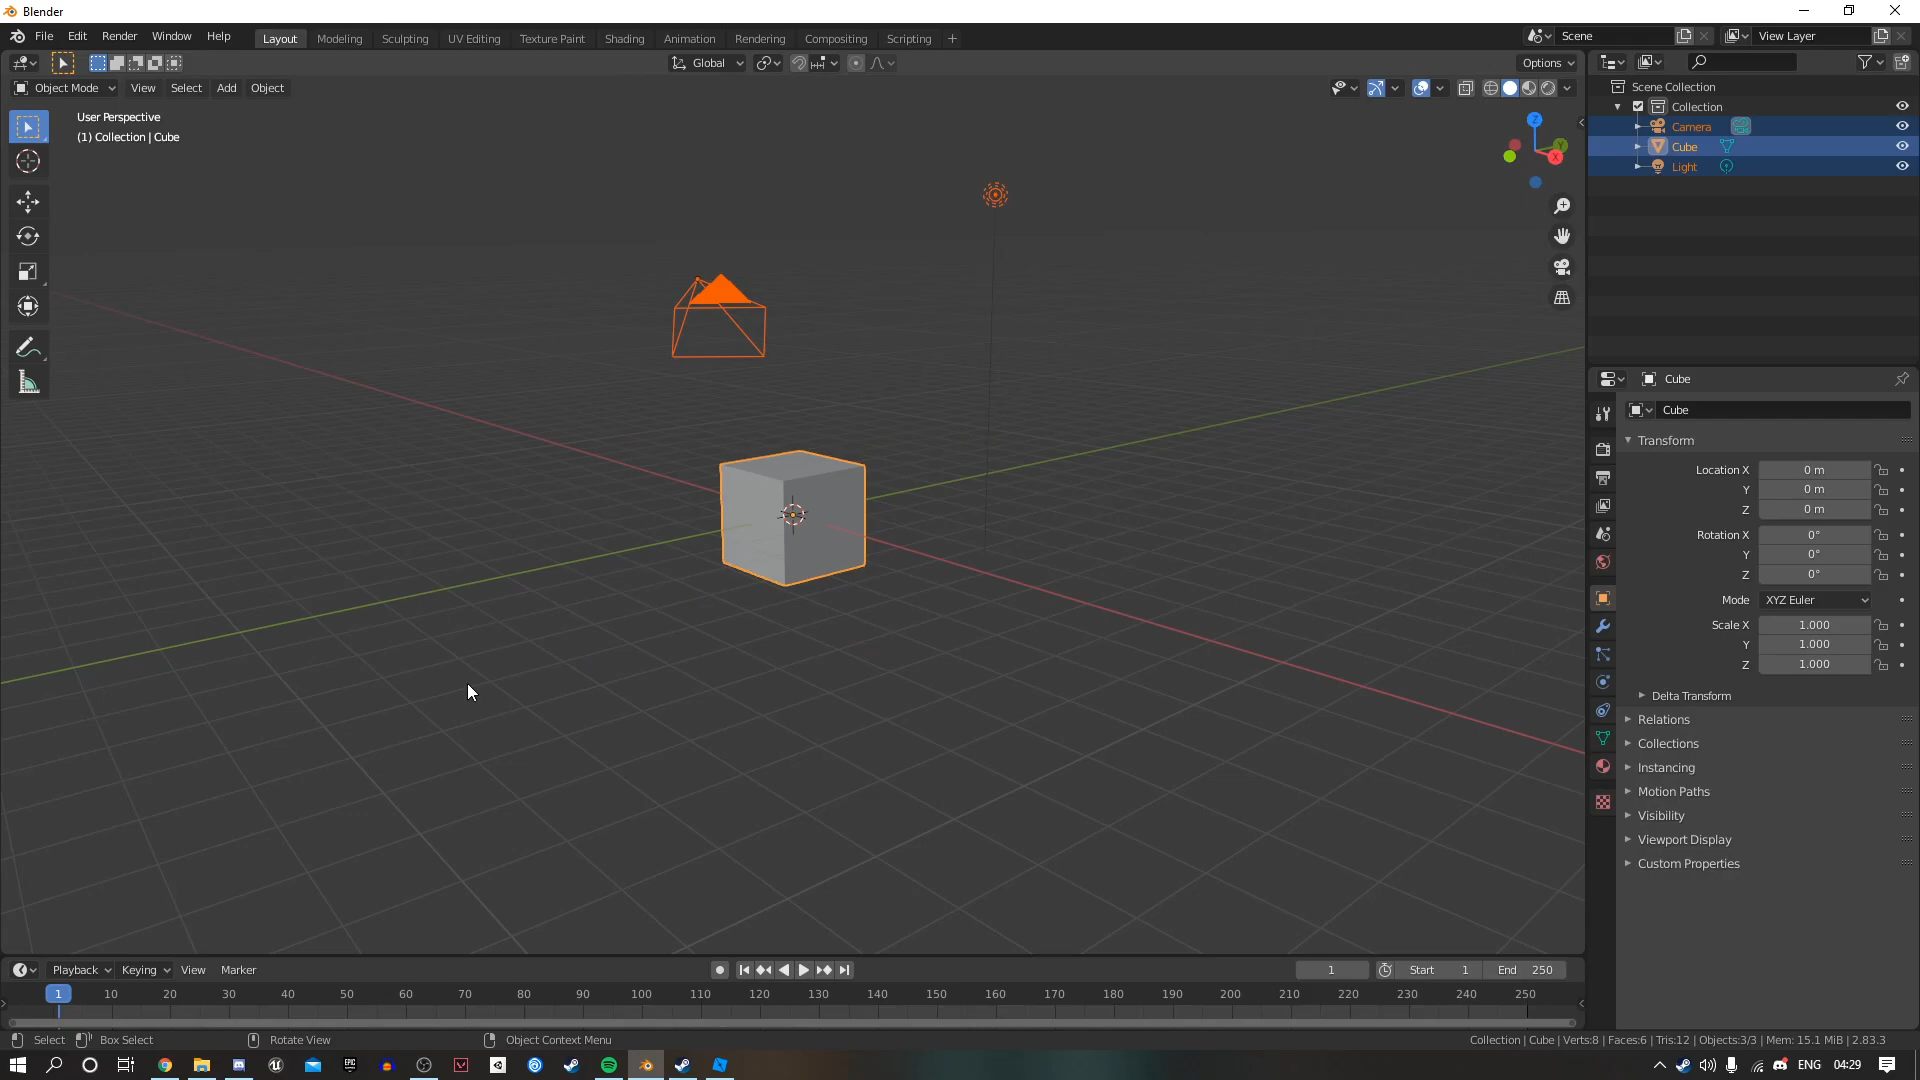 Blender
File Edit Render Window Help
Layout Modeling Sculpting UV Editing Texture Paint Shading Animation Rendering Compositing Scripting +
Scene
View Layer
Global
Options
Object Mode View Select Add Object
User Perspective
(1) Collection | Cube
Z
Y
X
Scene Collection
Collection
Camera
Cube
Light
Cube
Cube
Transform
Location X 0 m
Y 0 m
Z 0 m
Rotation X 0°
Y 0°
Z 0°
Mode XYZ Euler
Scale X 1.000
Y 1.000
Z 1.000
Delta Transform
Relations
Collections
Instancing
Motion Paths
Visibility
Viewport Display
Custom Properties
Playback Keying View Marker
1 Start 1 End 250
1 10 20 30 40 50 60 70 80 90 100 110 120 130 140 150 160 170 180 190 200 210 220 230 240 250
Select Box Select Rotate View Object Context Menu
Collection | Cube | Verts:8 | Faces:6 | Tris:12 | Objects:3/3 | Mem: 15.1 MiB | 2.83.3
EPIC
ENG 04:29